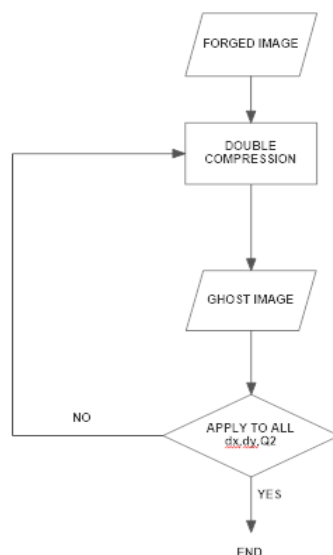 FORGED IMAGE
DOUBLE
COMPRESSION
GHOST IMAGE
APPLY TO ALL
dx,dy,Q2
NO
YES
END